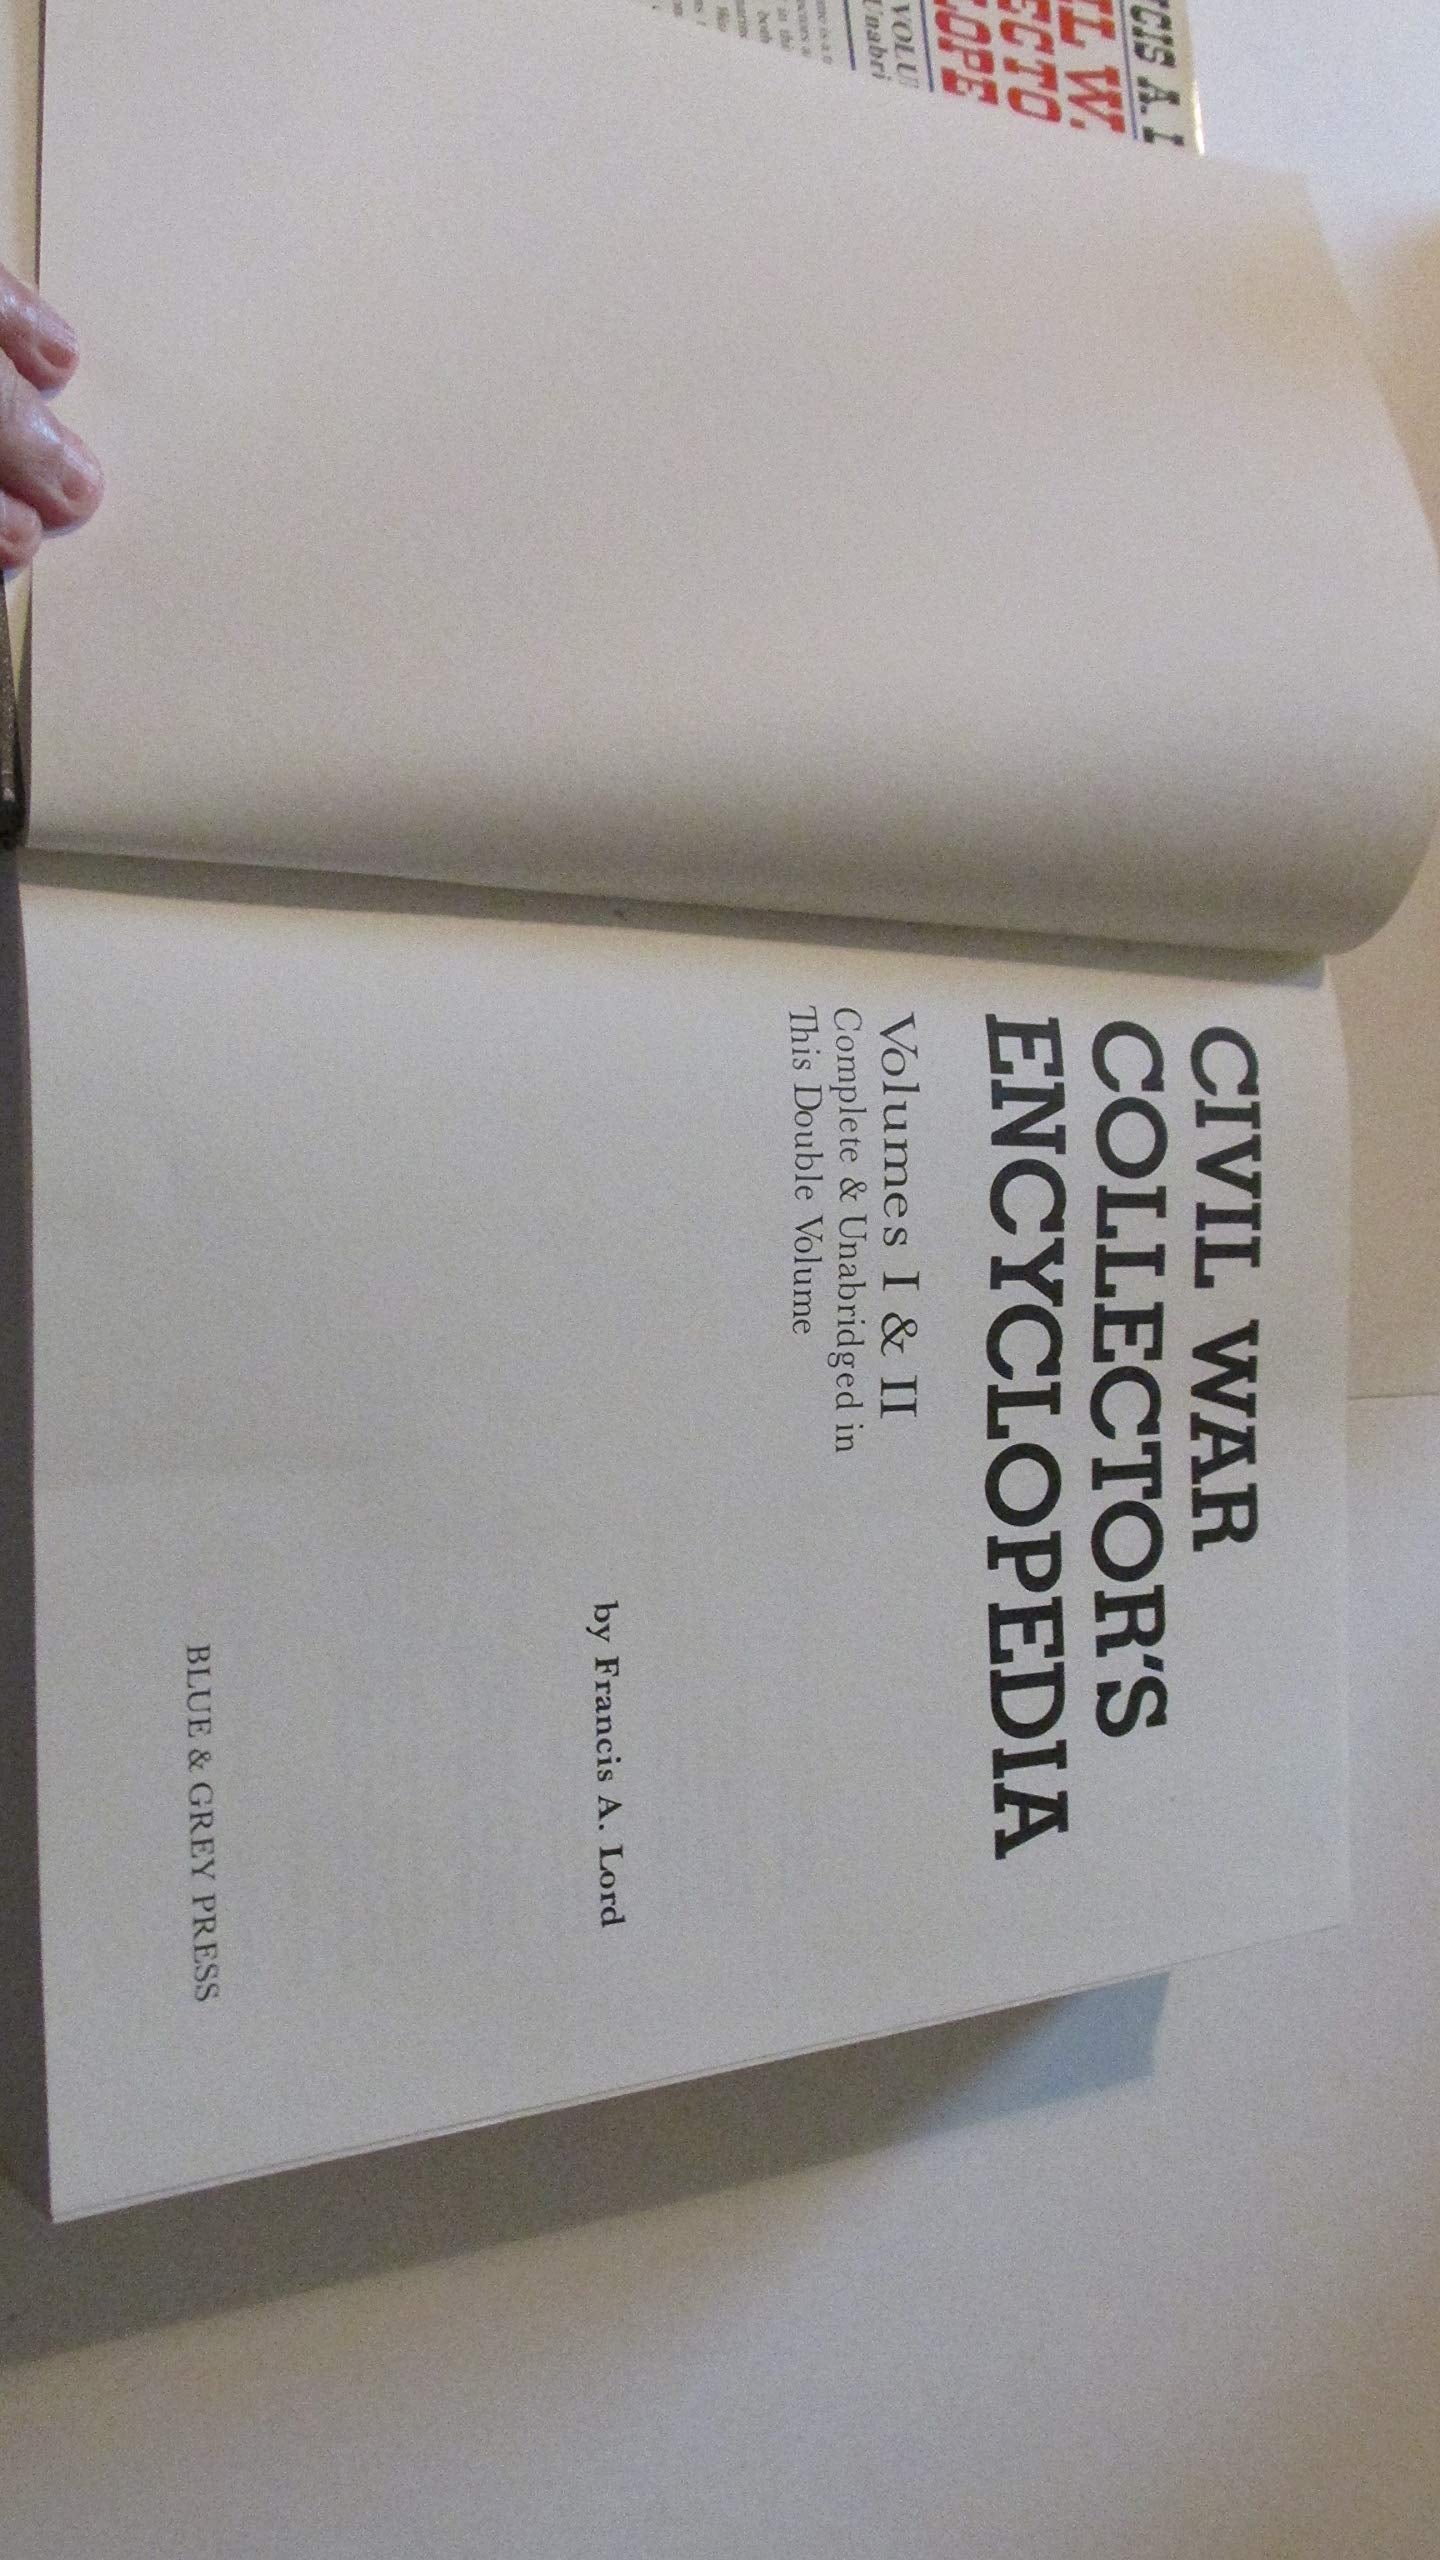 CIVIL WAR
COLLECTOR'S
ENCYCLOPEDIA
Volumes I & II
Complete & Unabridged in
This Double Volume
by Francis A. Lord
BLUE & GREY PRESS
A.
W.